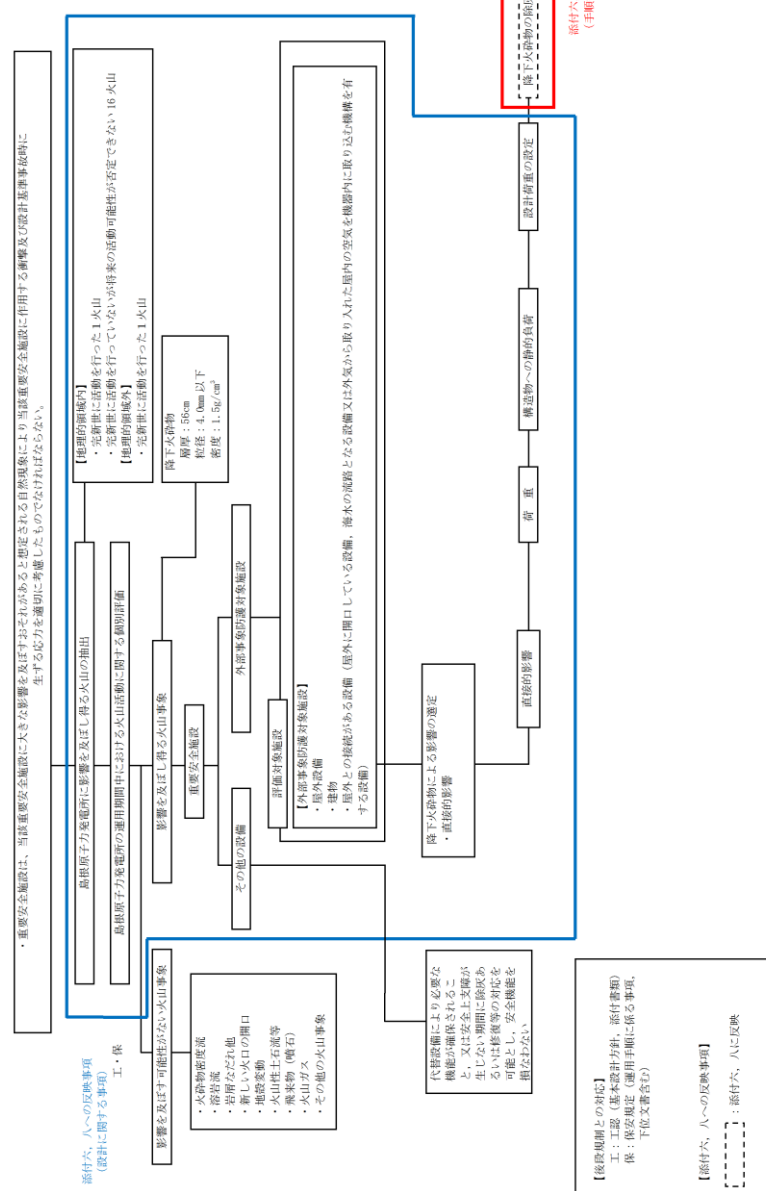 ・重要安全施設は、当該重要安全施設に大きな影響を及ぼすおそれがあると想定される自然現象により当該重要安全施設に作用する衝撃及び設計基準事故時に
生ずる応力を適切に考慮したものでなければならない。
添付六，八への反映事項
(設計に関する事項)
工・保
島根原子力発電所に影響を及ぼし得る火山の抽出
【地理的領域内】
・完新世に活動を行った1火山
・完新世に活動を行っていないが将来の活動可能性が否定できない16火山
【地理的領域外】
・完新世に活動を行った1火山
島根原子力発電所の運用期間中における火山活動に関する個別評価
影響を及ぼす可能性がない火山事象
・火砕物密度流
・溶岩流
・岩屑なだれ他
・新しい火口の開口
・地殻変動
・火山性土石流等
・飛来物（噴石）
・火山ガス
・その他の火山事象
影響を及ぼし得る火山事象
降下火砕物
層厚：56cm
粒径：4.0mm以下
密度：1.5g/cm³
重要安全施設
その他の設備
外部事象防護対象施設
評価対象施設
【外部事象防護対象施設】
・屋外設備
・建物
・屋外との接続がある設備（屋外に開口している設備，海水の流路となる設備又は外気から取り入れた屋内の空気を機器内に取り込む機構を有
する設備）
代替設備により必要な
機能が確保されるこ
と，又は安全上支障が
生じない期間に除灰あ
るいは修復等の対応を
可能とし，安全機能を
損なわない
降下火砕物による影響の選定
・直接的影響
直接的影響
荷 重
構造物への静的負荷
設計荷重の設定
降下火砕物の除灰
添付六
(手順
【後段規制との対応】
工：工認（基本設計方針，添付書類）
保：保安規定（運用手順に係る事項，
下位文書含む）
【添付六，八への反映事項】
：添付六，八に反映